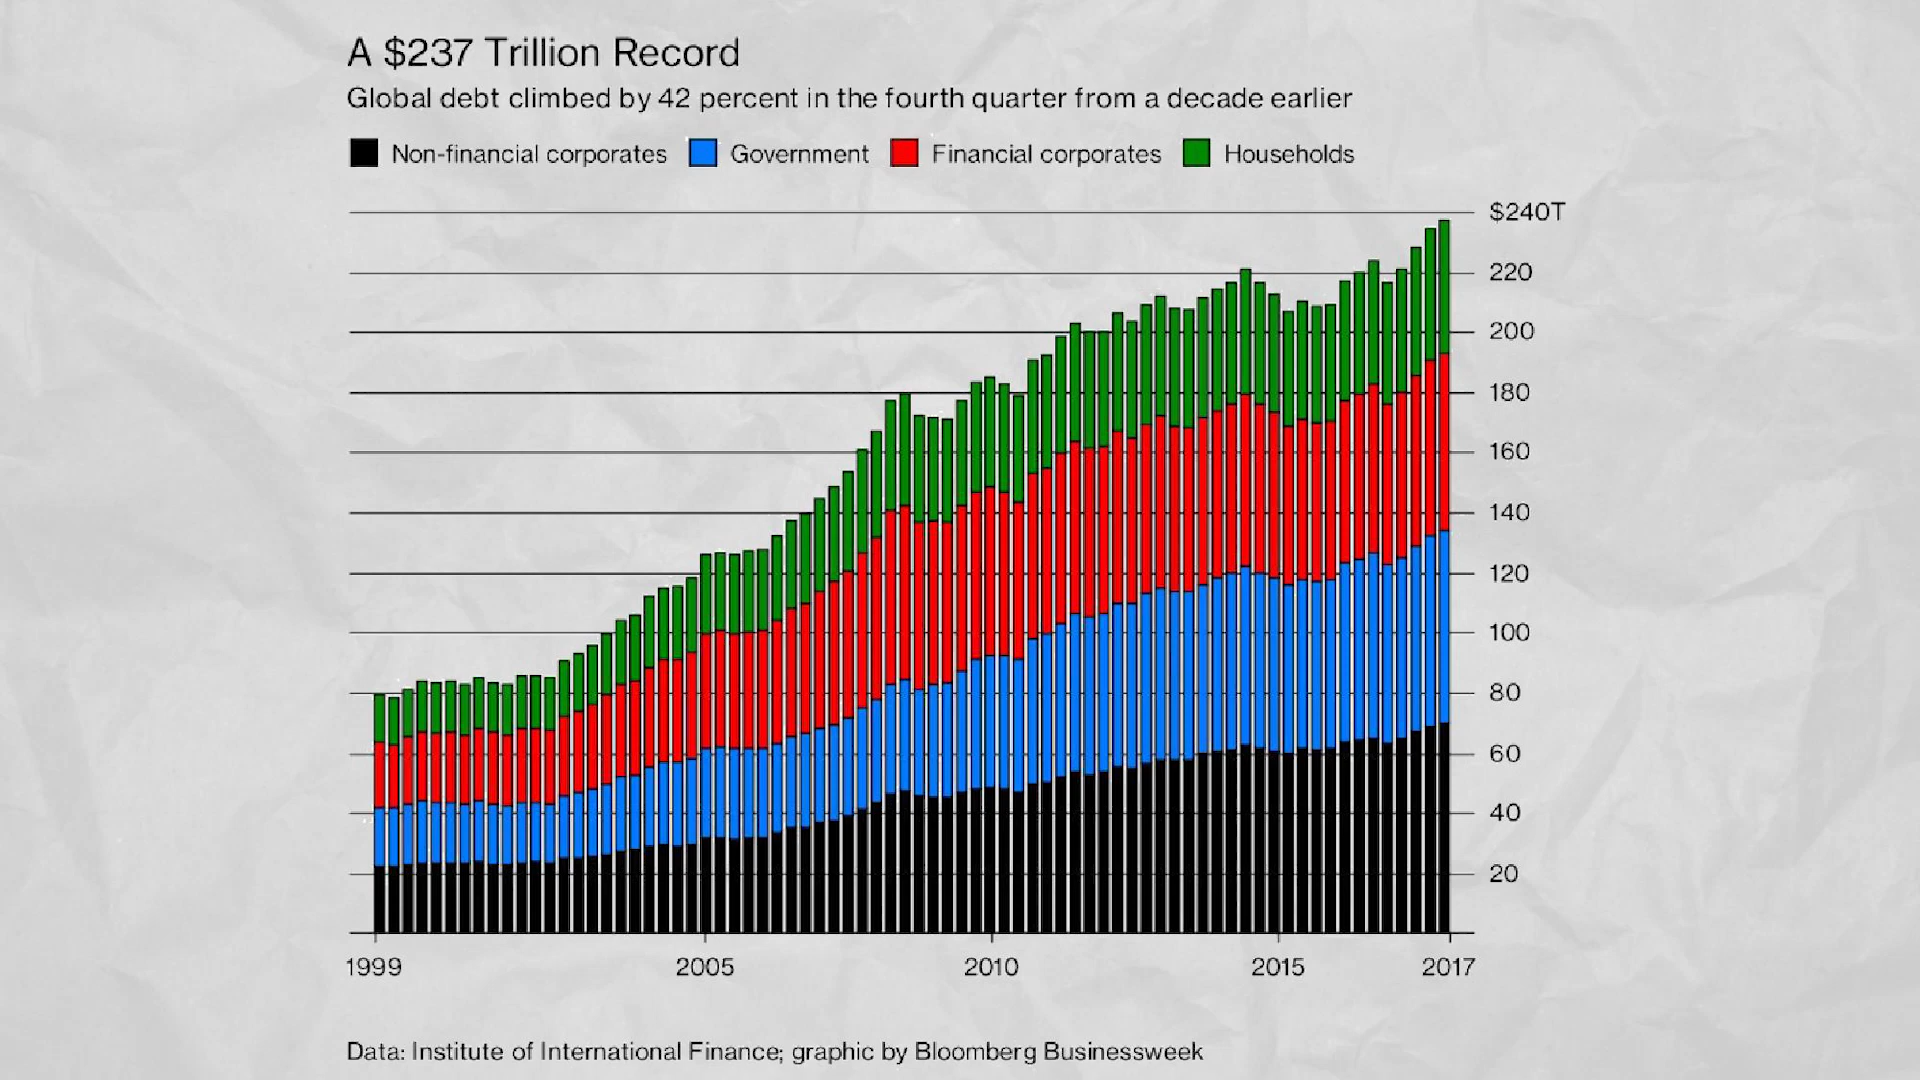 A $237 Trillion Record
Global debt climbed by 42 percent in the fourth quarter from a decade earlier
Non-financial corporates Government Financial corporates Households
$240T
220
200
180
160
140
120
100
80
60
40
20
1999 2005 2010 2015 2017
Data: Institute of International Finance; graphic by Bloomberg Businessweek